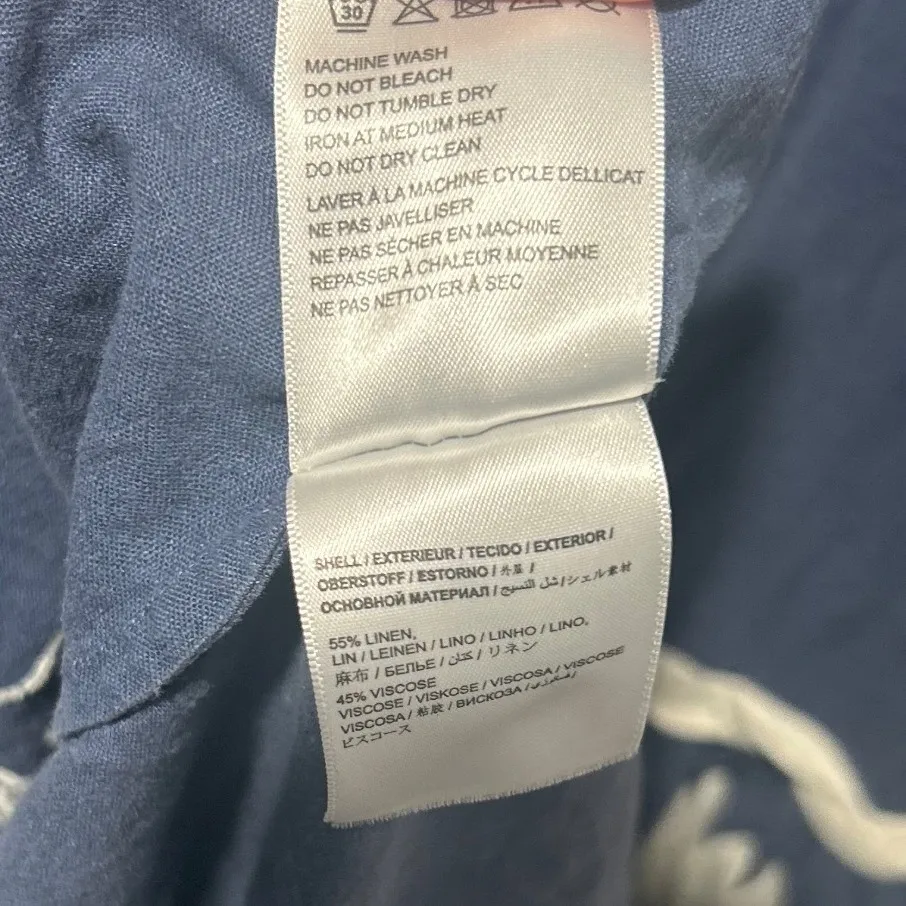 30
MACHINE WASH
DO NOT BLEACH
DO NOT TUMBLE DRY
IRON AT MEDIUM HEAT
DO NOT DRY CLEAN
LAVER À LA MACHINE CYCLE DELLICAT
NE PAS JAVELLISER
NE PAS SÉCHER EN MACHINE
REPASSER À CHALEUR MOYENNE
NE PAS NETTOYER À SEC
SHELL / EXTERIEUR / TECIDO / EXTERIOR /
OBERSTOFF / ESTORNO / 外層 /
ОСНОВНОЙ МАТЕРИАЛ / شل النسيج / シェル素材
55% LINEN,
LIN / LEINEN / LINO / LINHO / LINO,
麻布 / БЕЛЬЕ / كتان / リネン
45% VISCOSE
VISCOSE / VISKOSE / VISCOSA / VISCOSE
VISCOSA / 粘胶 / ВИСКОЗА /
ビスコース